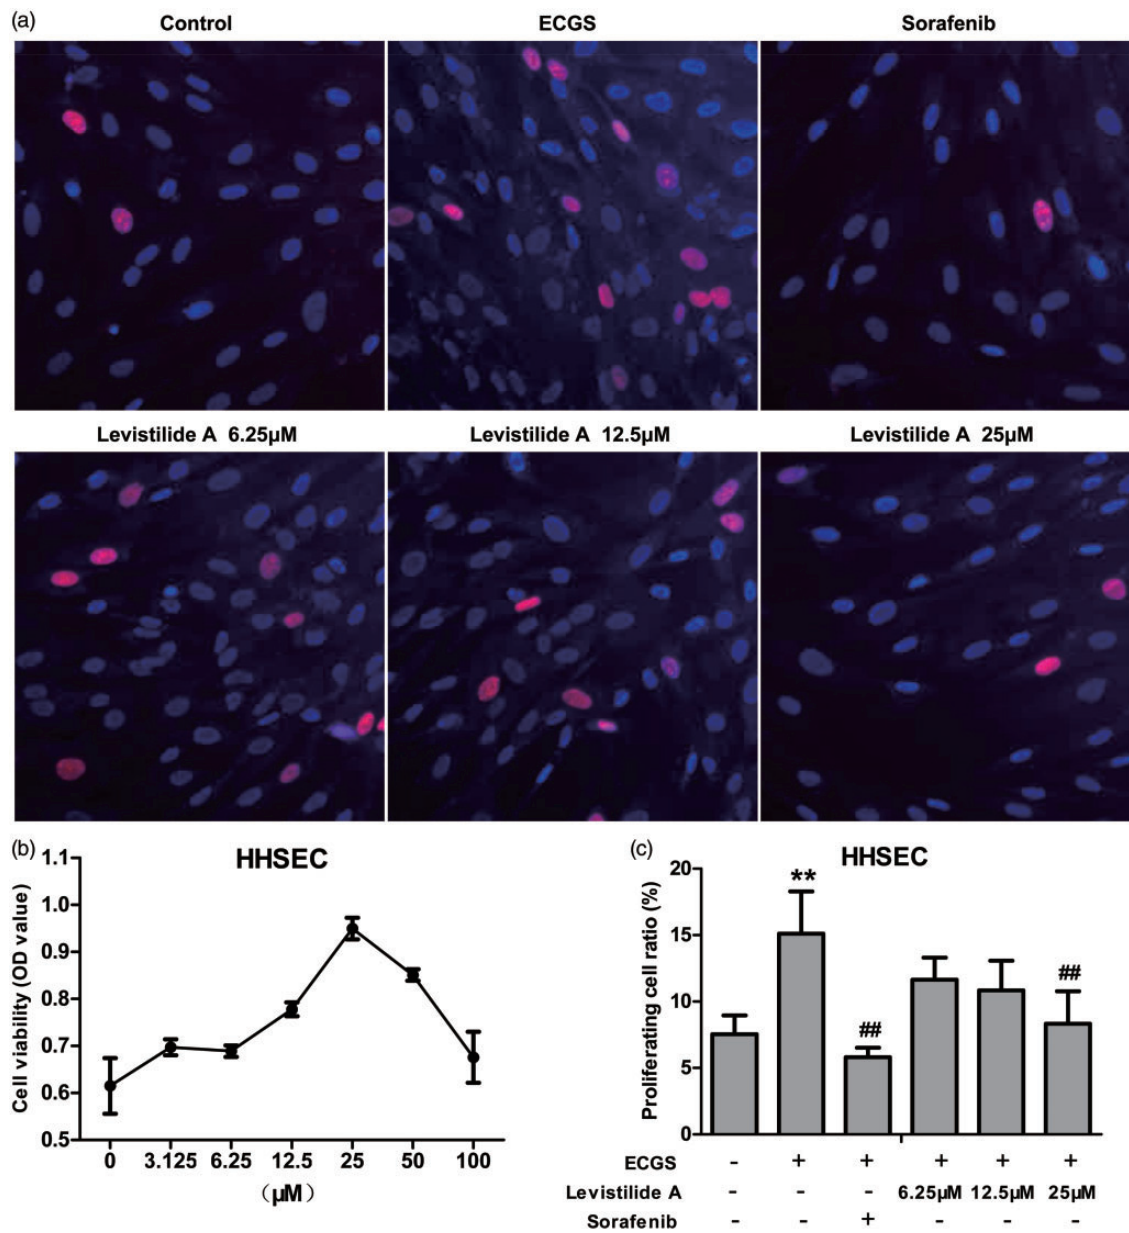 (a)
Control ECGS Sorafenib
Levistilide A 6.25μM Levistilide A 12.5μM Levistilide A 25μM
(b)
HHSEC
Cell viability (OD value)
1.1
1.0
0.9
0.8
0.7
0.6
0.5
0 3.125 6.25 12.5 25 50 100
(μM)
(c)
HHSEC
Proliferating cell ratio (%)
20
15
10
5
0
**
##
##
ECGS - + + + + +
Levistilide A - - - 6.25μM 12.5μM 25μM
Sorafenib - - + - - -